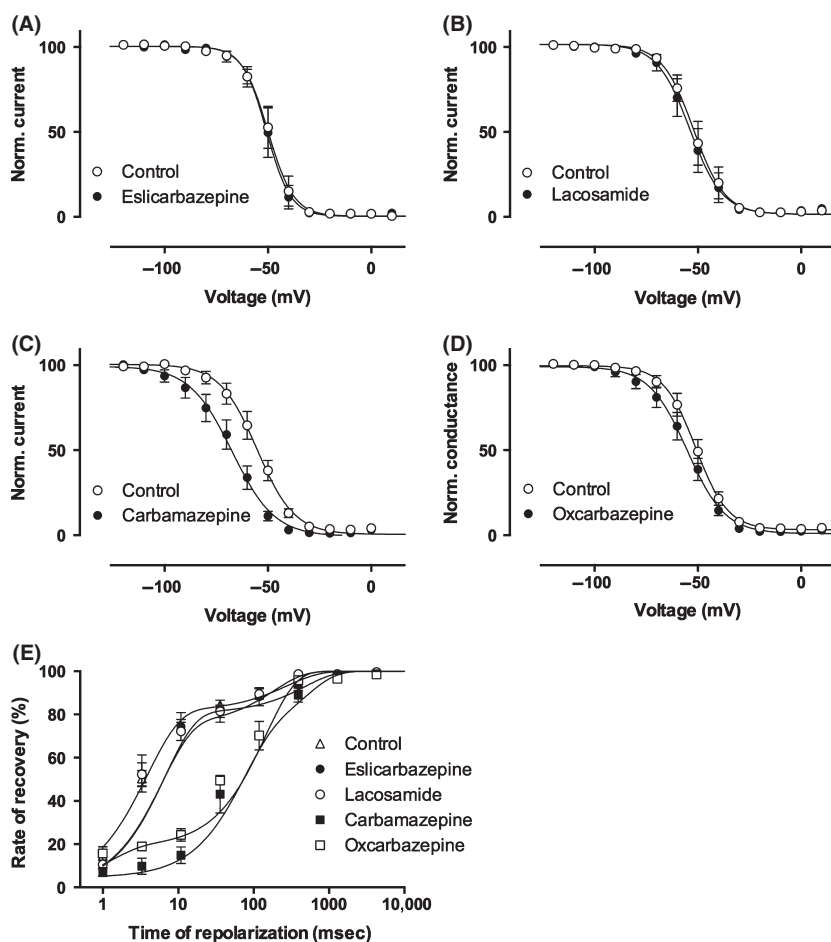 (A)
Norm. current
100
50
0
Control
Eslicarbazepine
–100
–50
0
Voltage (mV)
(B)
Norm. current
100
50
0
Control
Lacosamide
–100
–50
0
Voltage (mV)
(C)
Norm. current
100
50
0
Control
Carbamazepine
–100
–50
0
Voltage (mV)
(D)
Norm. conductance
100
50
0
Control
Oxcarbazepine
–100
–50
0
Voltage (mV)
(E)
Rate of recovery (%)
100
80
60
40
20
0
Control
Eslicarbazepine
Lacosamide
Carbamazepine
Oxcarbazepine
1
10
100
1000
10,000
Time of repolarization (msec)